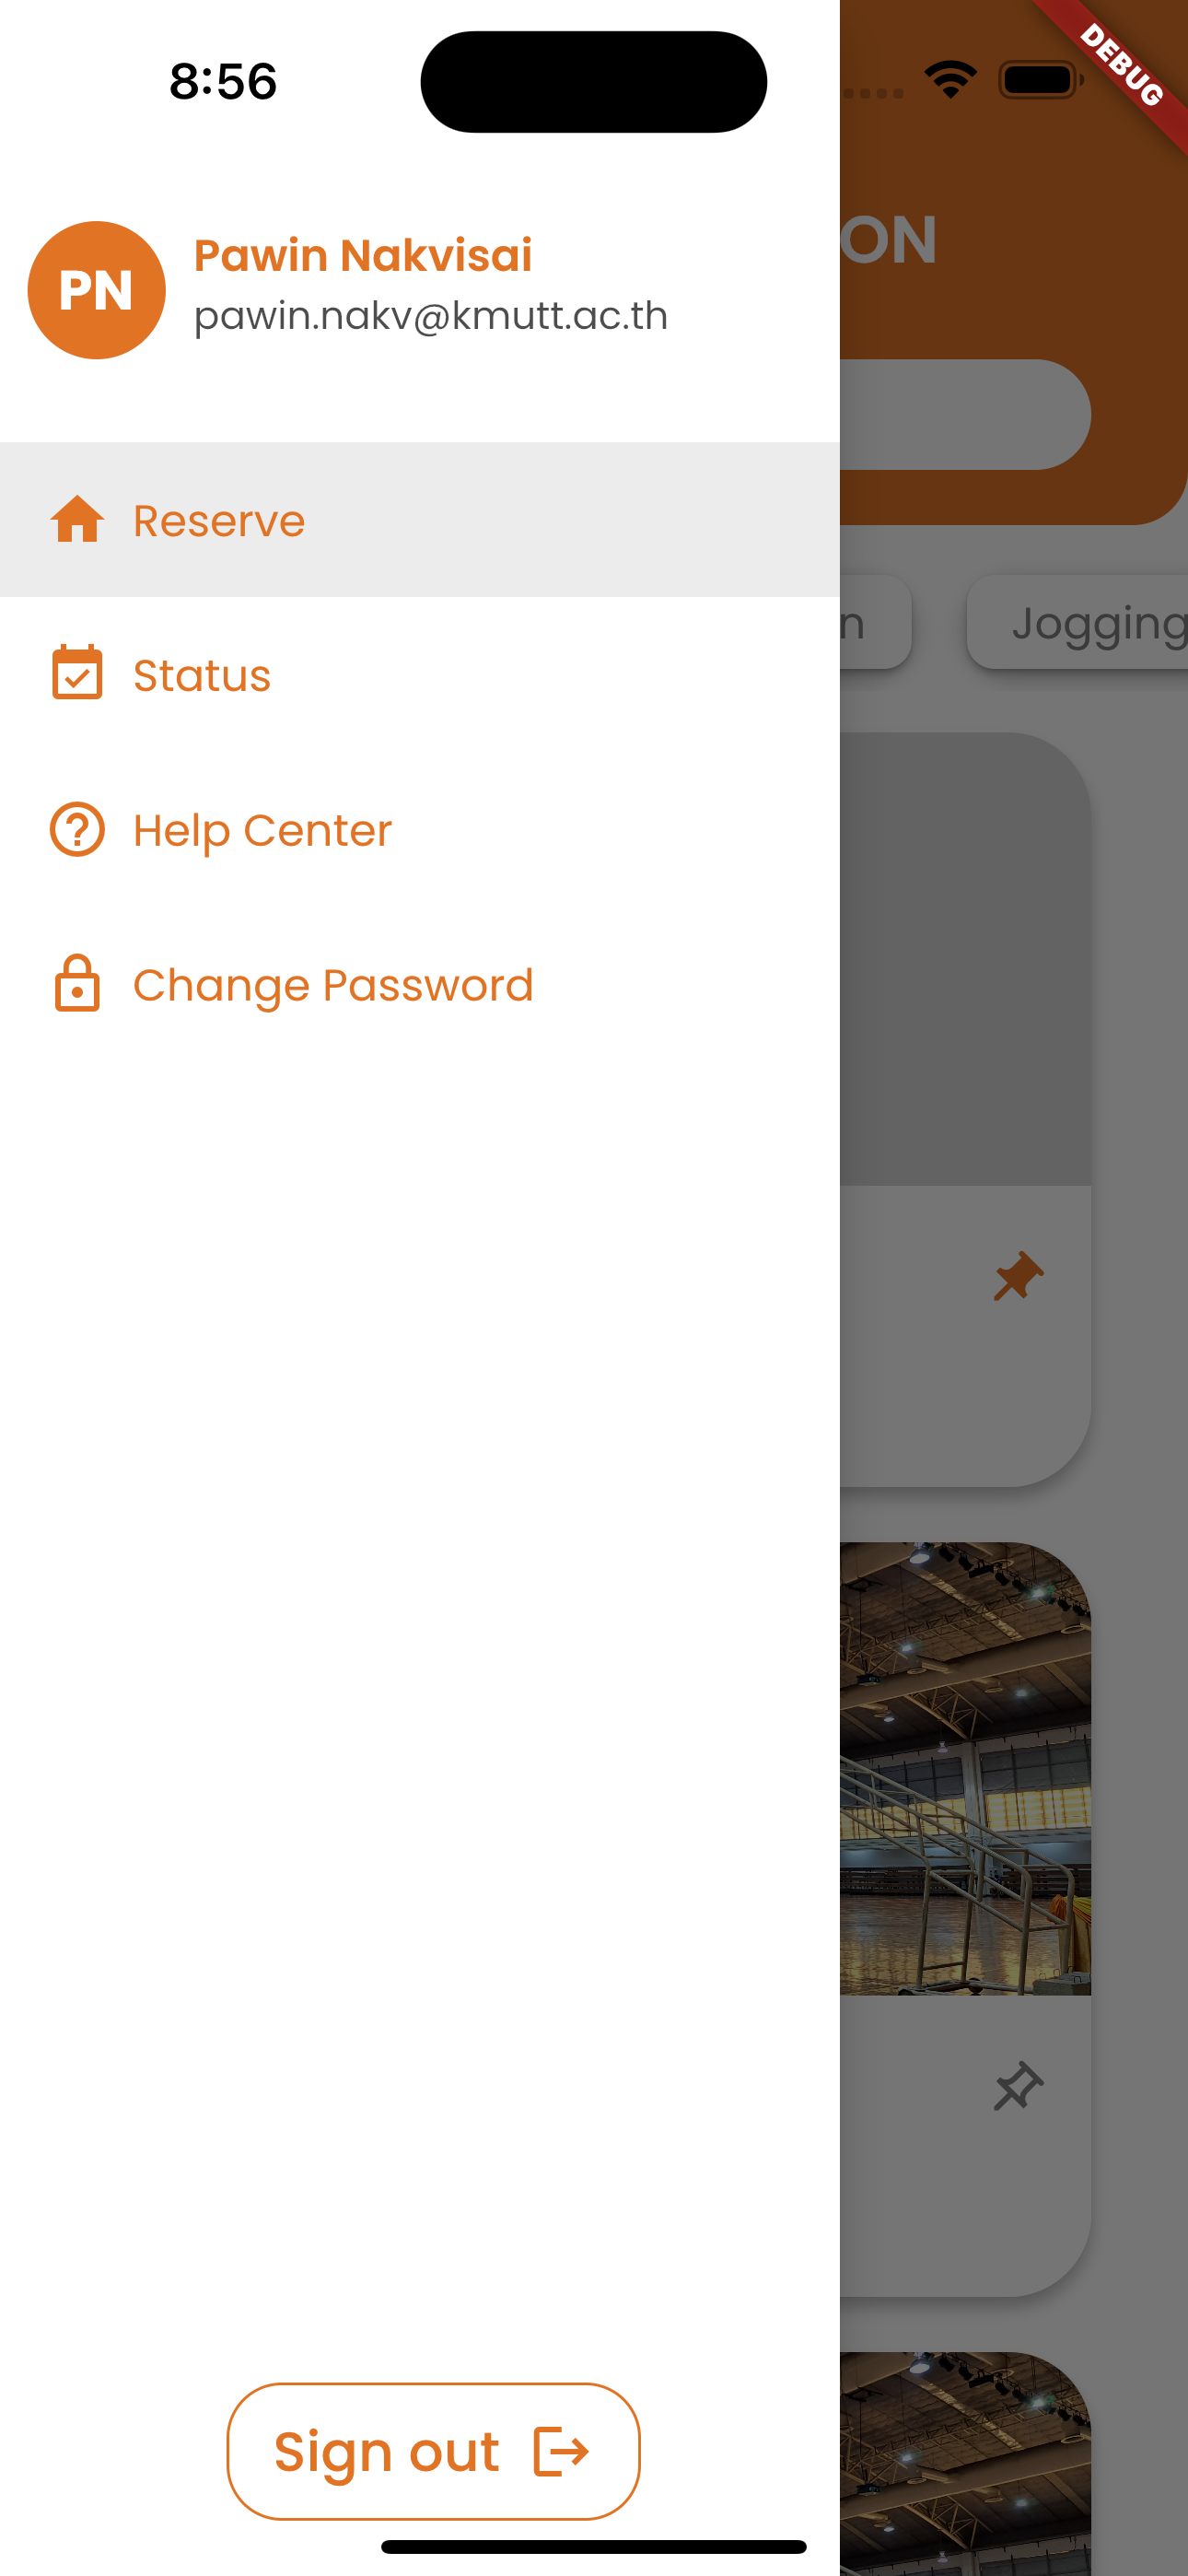 8:56
DEBUG
ON
PN
Pawin Nakvisai
pawin.nakv@kmutt.ac.th
Reserve
n
Jogging
Status
Help Center
Change Password
Sign out